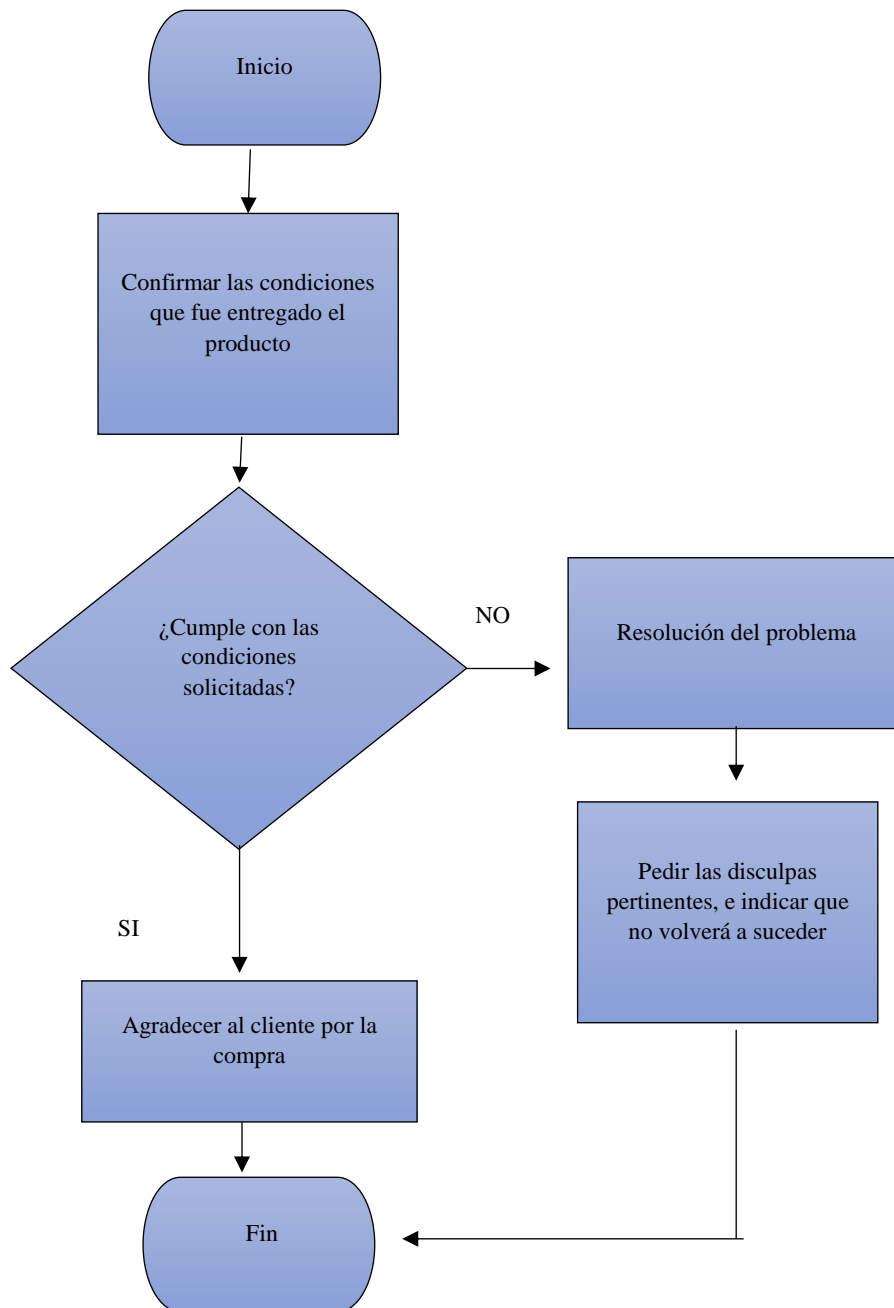 Inicio
Confirmar las condiciones
que fue entregado el
producto
¿Cumple con las
condiciones
solicitadas?
NO
Resolución del problema
Pedir las disculpas
pertinentes, e indicar que
no volverá a suceder
SI
Agradecer al cliente por la
compra
Fin